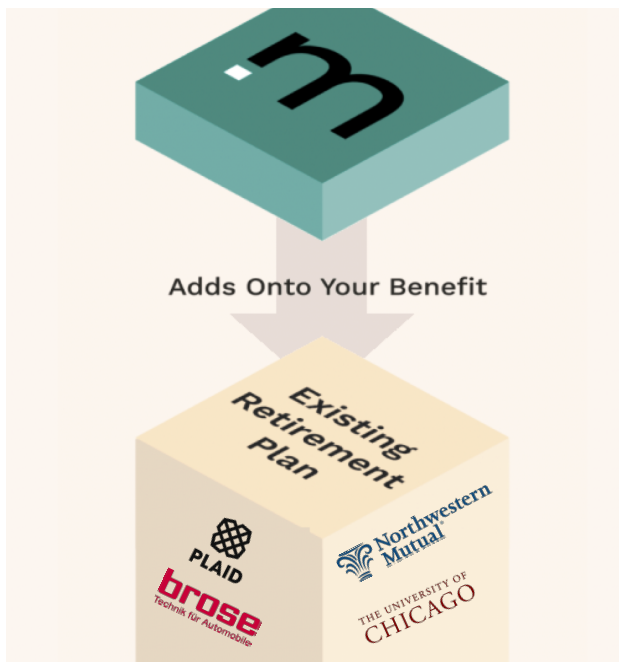 .m
Adds Onto Your Benefit
Existing
Retirement
Plan
PLAID
brose
Technik für Automobile
Northwestern
Mutual®
THE UNIVERSITY OF
CHICAGO